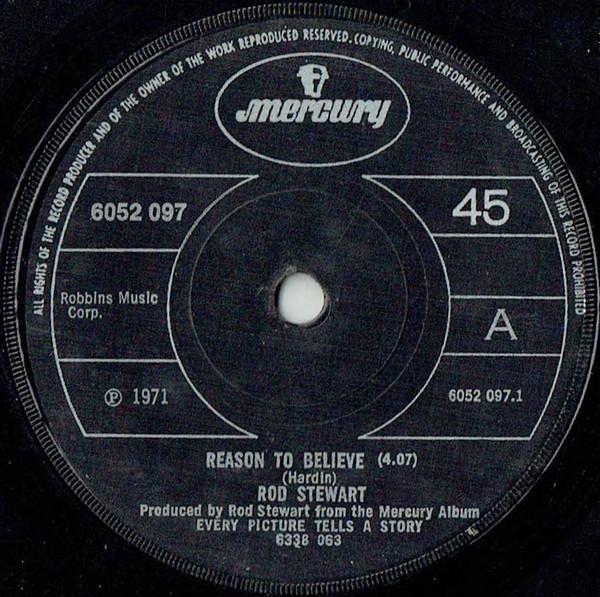 ALL RIGHTS OF THE RECORD PRODUCER AND OF THE OWNER OF THE WORK REPRODUCED RESERVED. COPYING, PUBLIC PERFORMANCE AND BROADCASTING OF THIS RECORD PROHIBITED
mercury
6052 097
45
Robbins Music
Corp.
A
℗ 1971
6052 097.1
REASON TO BELIEVE (4.07)
(Hardin)
ROD STEWART
Produced by Rod Stewart from the Mercury Album
EVERY PICTURE TELLS A STORY
6338 063